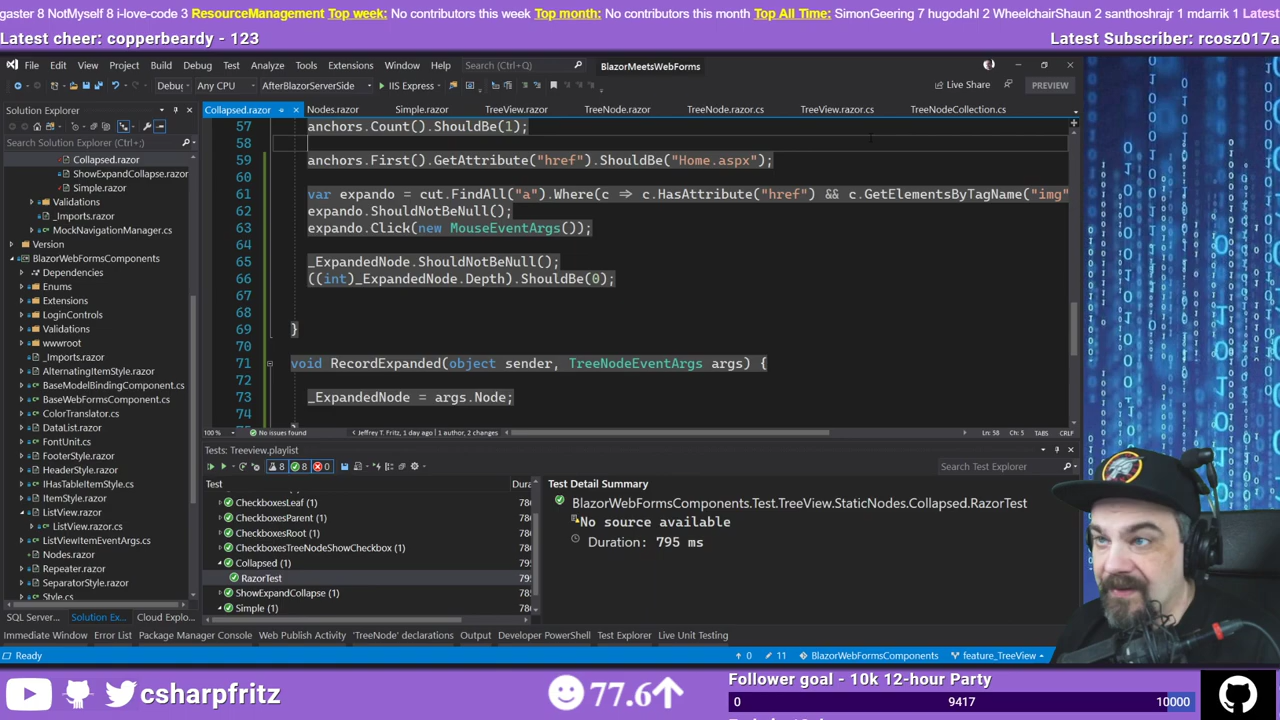 gaster 8 NotMyself 8 i-love-code 3 ResourceManagement Top week: No contributors this week Top month: No contributors this month Top All Time: SimonGeering 7 hugodahl 2 WheelchairShaun 2 santhoshrajr 1 mdarrik 1 Latest
Latest cheer: copperbeardy - 123
Latest Subscriber: rcosz017a
File Edit View Project Build Debug Test Analyze Tools Extensions Window Help Search (Ctrl+Q) BlazorMeetsWebForms
Debug Any CPU AfterBlazorServerSide IIS Express Live Share PREVIEW
Solution Explorer
Collapsed.razor Nodes.razor Simple.razor TreeView.razor TreeNode.razor TreeNode.razor.cs TreeView.razor.cs TreeNodeCollection.cs
Collapsed.razor
ShowExpandCollapse.razor
Simple.razor
Validations
_Imports.razor
MockNavigationManager.cs
Version
BlazorWebFormsComponents
Dependencies
Enums
Extensions
LoginControls
Validations
wwwroot
_Imports.razor
AlternatingItemStyle.razor
BaseModelBindingComponent.cs
BaseWebFormsComponent.cs
ColorTranslator.cs
DataList.razor
FontUnit.cs
FooterStyle.razor
HeaderStyle.razor
IHasTableItemStyle.cs
ItemStyle.razor
ListView.razor
ListView.razor.cs
ListViewItemEventArgs.cs
Nodes.razor
Repeater.razor
SeparatorStyle.razor
Style.cs
SQL Server... Solution Ex... Cloud Explo...
57 anchors.Count().ShouldBe(1);
58
59 anchors.First().GetAttribute("href").ShouldBe("Home.aspx");
60
61 var expando = cut.FindAll("a").Where(c => c.HasAttribute("href") && c.GetElementsByTagName("img"
62 expando.ShouldNotBeNull();
63 expando.Click(new MouseEventArgs());
64
65 _ExpandedNode.ShouldNotBeNull();
66 ((int)_ExpandedNode.Depth).ShouldBe(0);
67
68
69 }
70
71 void RecordExpanded(object sender, TreeNodeEventArgs args) {
72
73 _ExpandedNode = args.Node;
74
100 % No issues found Jeffrey T. Fritz, 1 day ago | 1 author, 2 changes Ln: 58 Ch: 5 TABS CRLF
Tests: Treeview.playlist
8 8 0 Search Test Explorer
Test Dura
CheckboxesLeaf (1) 786
CheckboxesParent (1) 786
CheckboxesRoot (1) 786
CheckboxesTreeNodeShowCheckbox (1) 786
Collapsed (1) 795
RazorTest 795
ShowExpandCollapse (1) 785
Simple (1)
Test Detail Summary
BlazorWebFormsComponents.Test.TreeView.StaticNodes.Collapsed.RazorTest
No source available
Duration: 795 ms
Immediate Window Error List Package Manager Console Web Publish Activity 'TreeNode' declarations Output Developer PowerShell Test Explorer Live Unit Testing
Ready 0 11 BlazorWebFormsComponents feature_TreeView
csharpfritz
77.6
Follower goal - 10k 12-hour Party
0 9417 10000